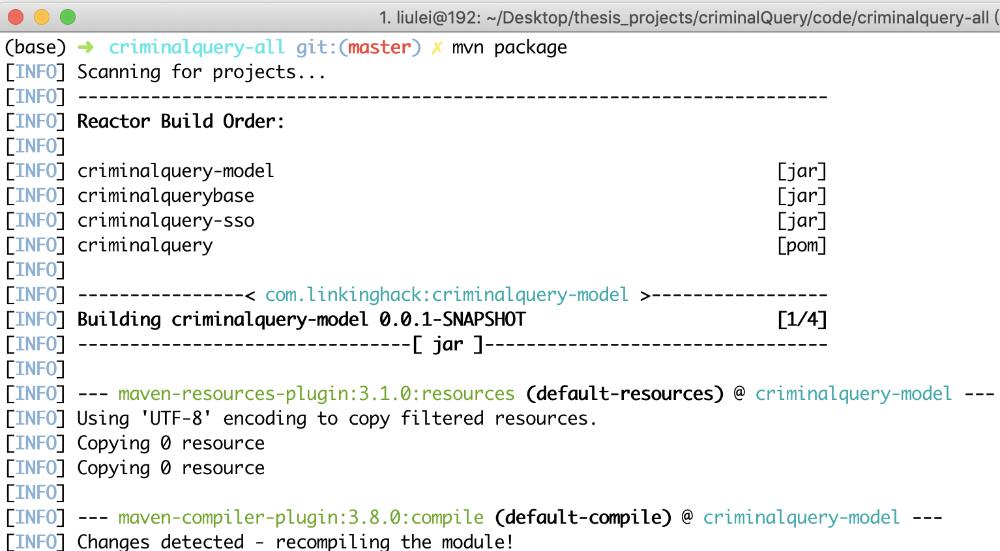 1. liulei@192: ~/Desktop/thesis_projects/criminalQuery/code/criminalquery-all (
(base) ➜ criminalquery-all git:(master) ✗ mvn package
[INFO] Scanning for projects...
[INFO] ------------------------------------------------------------------------
[INFO] Reactor Build Order:
[INFO]
[INFO] criminalquery-model [jar]
[INFO] criminalquerybase [jar]
[INFO] criminalquery-sso [jar]
[INFO] criminalquery [pom]
[INFO]
[INFO] ----------------< com.linkinghack:criminalquery-model >-----------------
[INFO] Building criminalquery-model 0.0.1-SNAPSHOT [1/4]
[INFO] --------------------------------[ jar ]---------------------------------
[INFO]
[INFO] --- maven-resources-plugin:3.1.0:resources (default-resources) @ criminalquery-model ---
[INFO] Using 'UTF-8' encoding to copy filtered resources.
[INFO] Copying 0 resource
[INFO] Copying 0 resource
[INFO]
[INFO] --- maven-compiler-plugin:3.8.0:compile (default-compile) @ criminalquery-model ---
[INFO] Changes detected - recompiling the module!